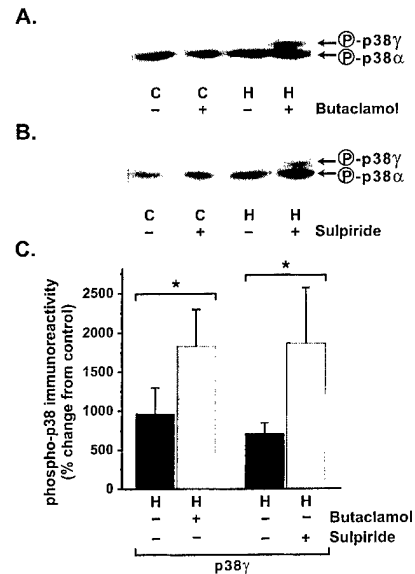 A.
Ⓟ-p38γ
Ⓟ-p38α
C C H H
− + − + Butaclamol
B.
Ⓟ-p38γ
Ⓟ-p38α
C C H H
− + − + Sulpiride
C.
* *
phospho-p38 immunoreactivity
(% change from control)
2500
2000
1500
1000
500
0
H H H H
− + Butaclamol
− + Sulpiride
p38γ